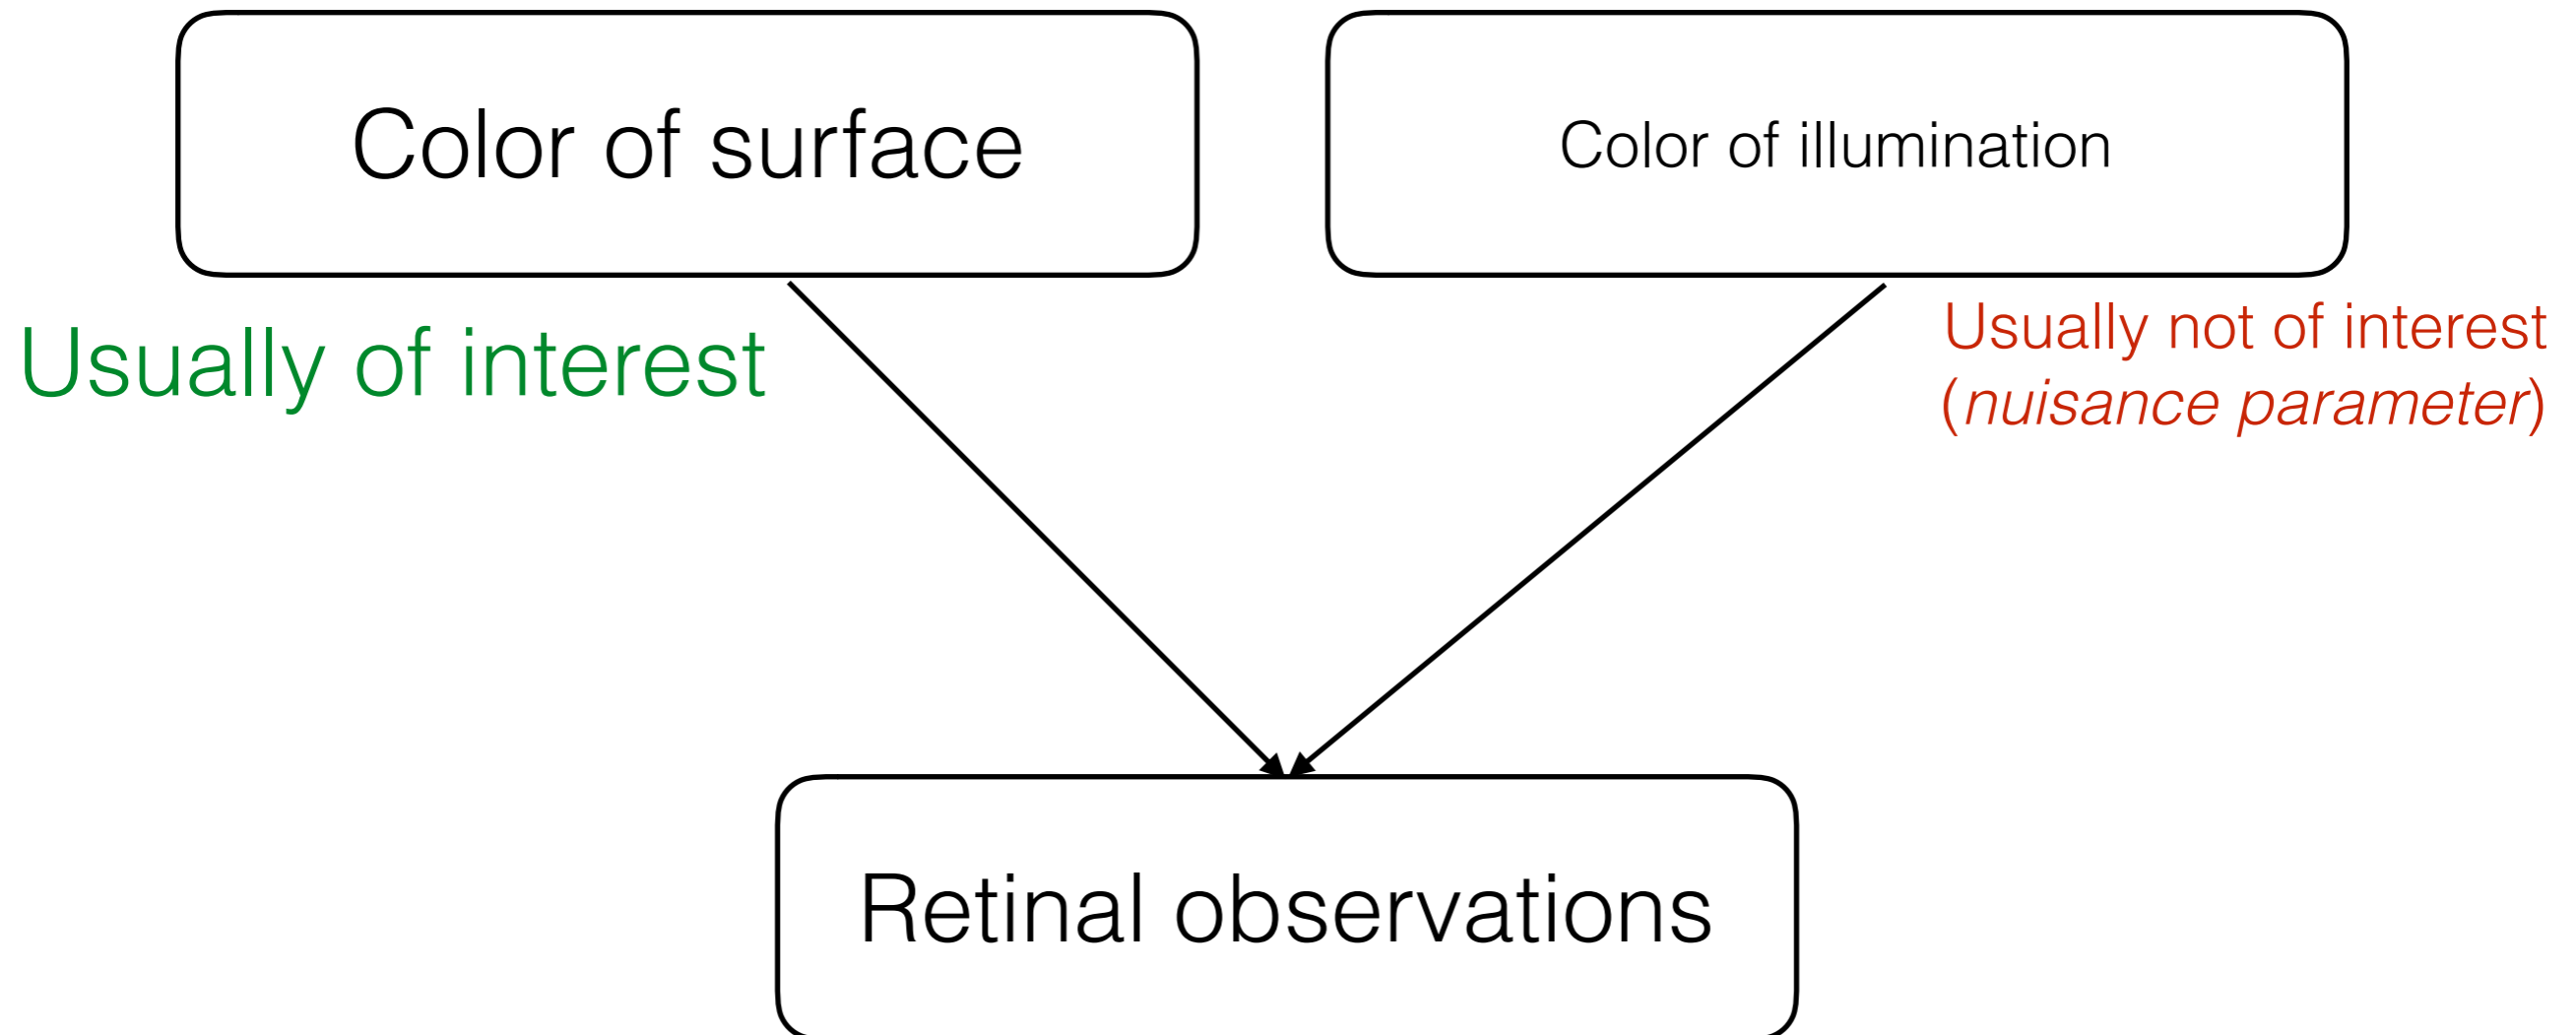 Color of surface
Color of illumination
Usually of interest
Usually not of interest
(nuisance parameter)
Retinal observations